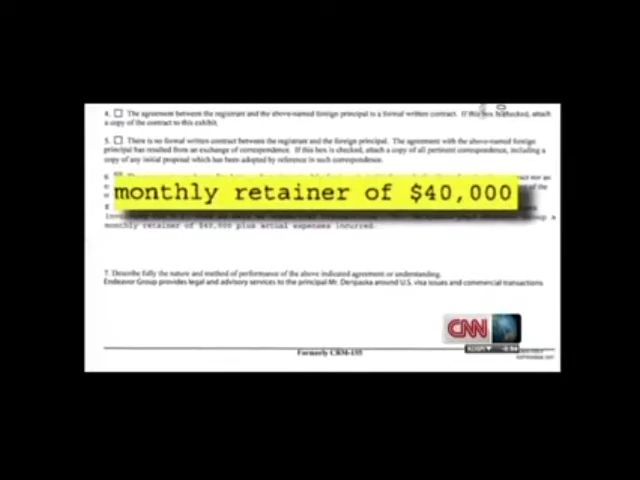 4. The agreement between the registrant and the above-named foreign principal is a formal written contract. If this box is checked, attach
a copy of the contract to this exhibit.
5. There is no formal written contract between the registrant and the foreign principal. The agreement with the above-named foreign
principal has resulted from an exchange of correspondence. If this box is checked, attach a copy of all pertinent correspondence, including a
copy of any initial proposal which has been adopted by reference in such correspondence.
6.
monthly retainer of $40,000
monthly retainer of $40,000 plus actual expenses incurred.
7. Describe fully the nature and method of performance of the above indicated agreement or understanding.
Endeavor Group provides legal and advisory services to the principal Mr. Deripaska around U.S. visa issues and commercial transactions
CNN
Formerly CRM-155